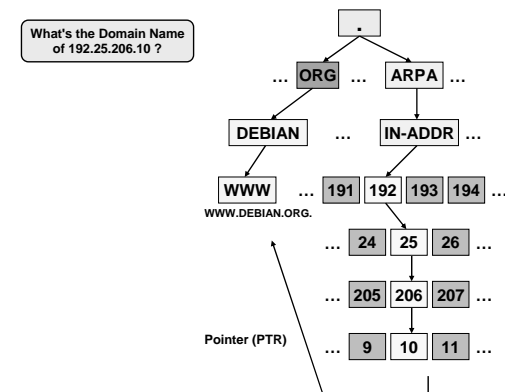 What's the Domain Name
of 192.25.206.10 ?
.
... ORG ... ARPA ...
DEBIAN ... IN-ADDR ...
WWW ... 191 192 193 194 ...
WWW.DEBIAN.ORG.
... 24 25 26 ...
... 205 206 207 ...
Pointer (PTR) ... 9 10 11 ...